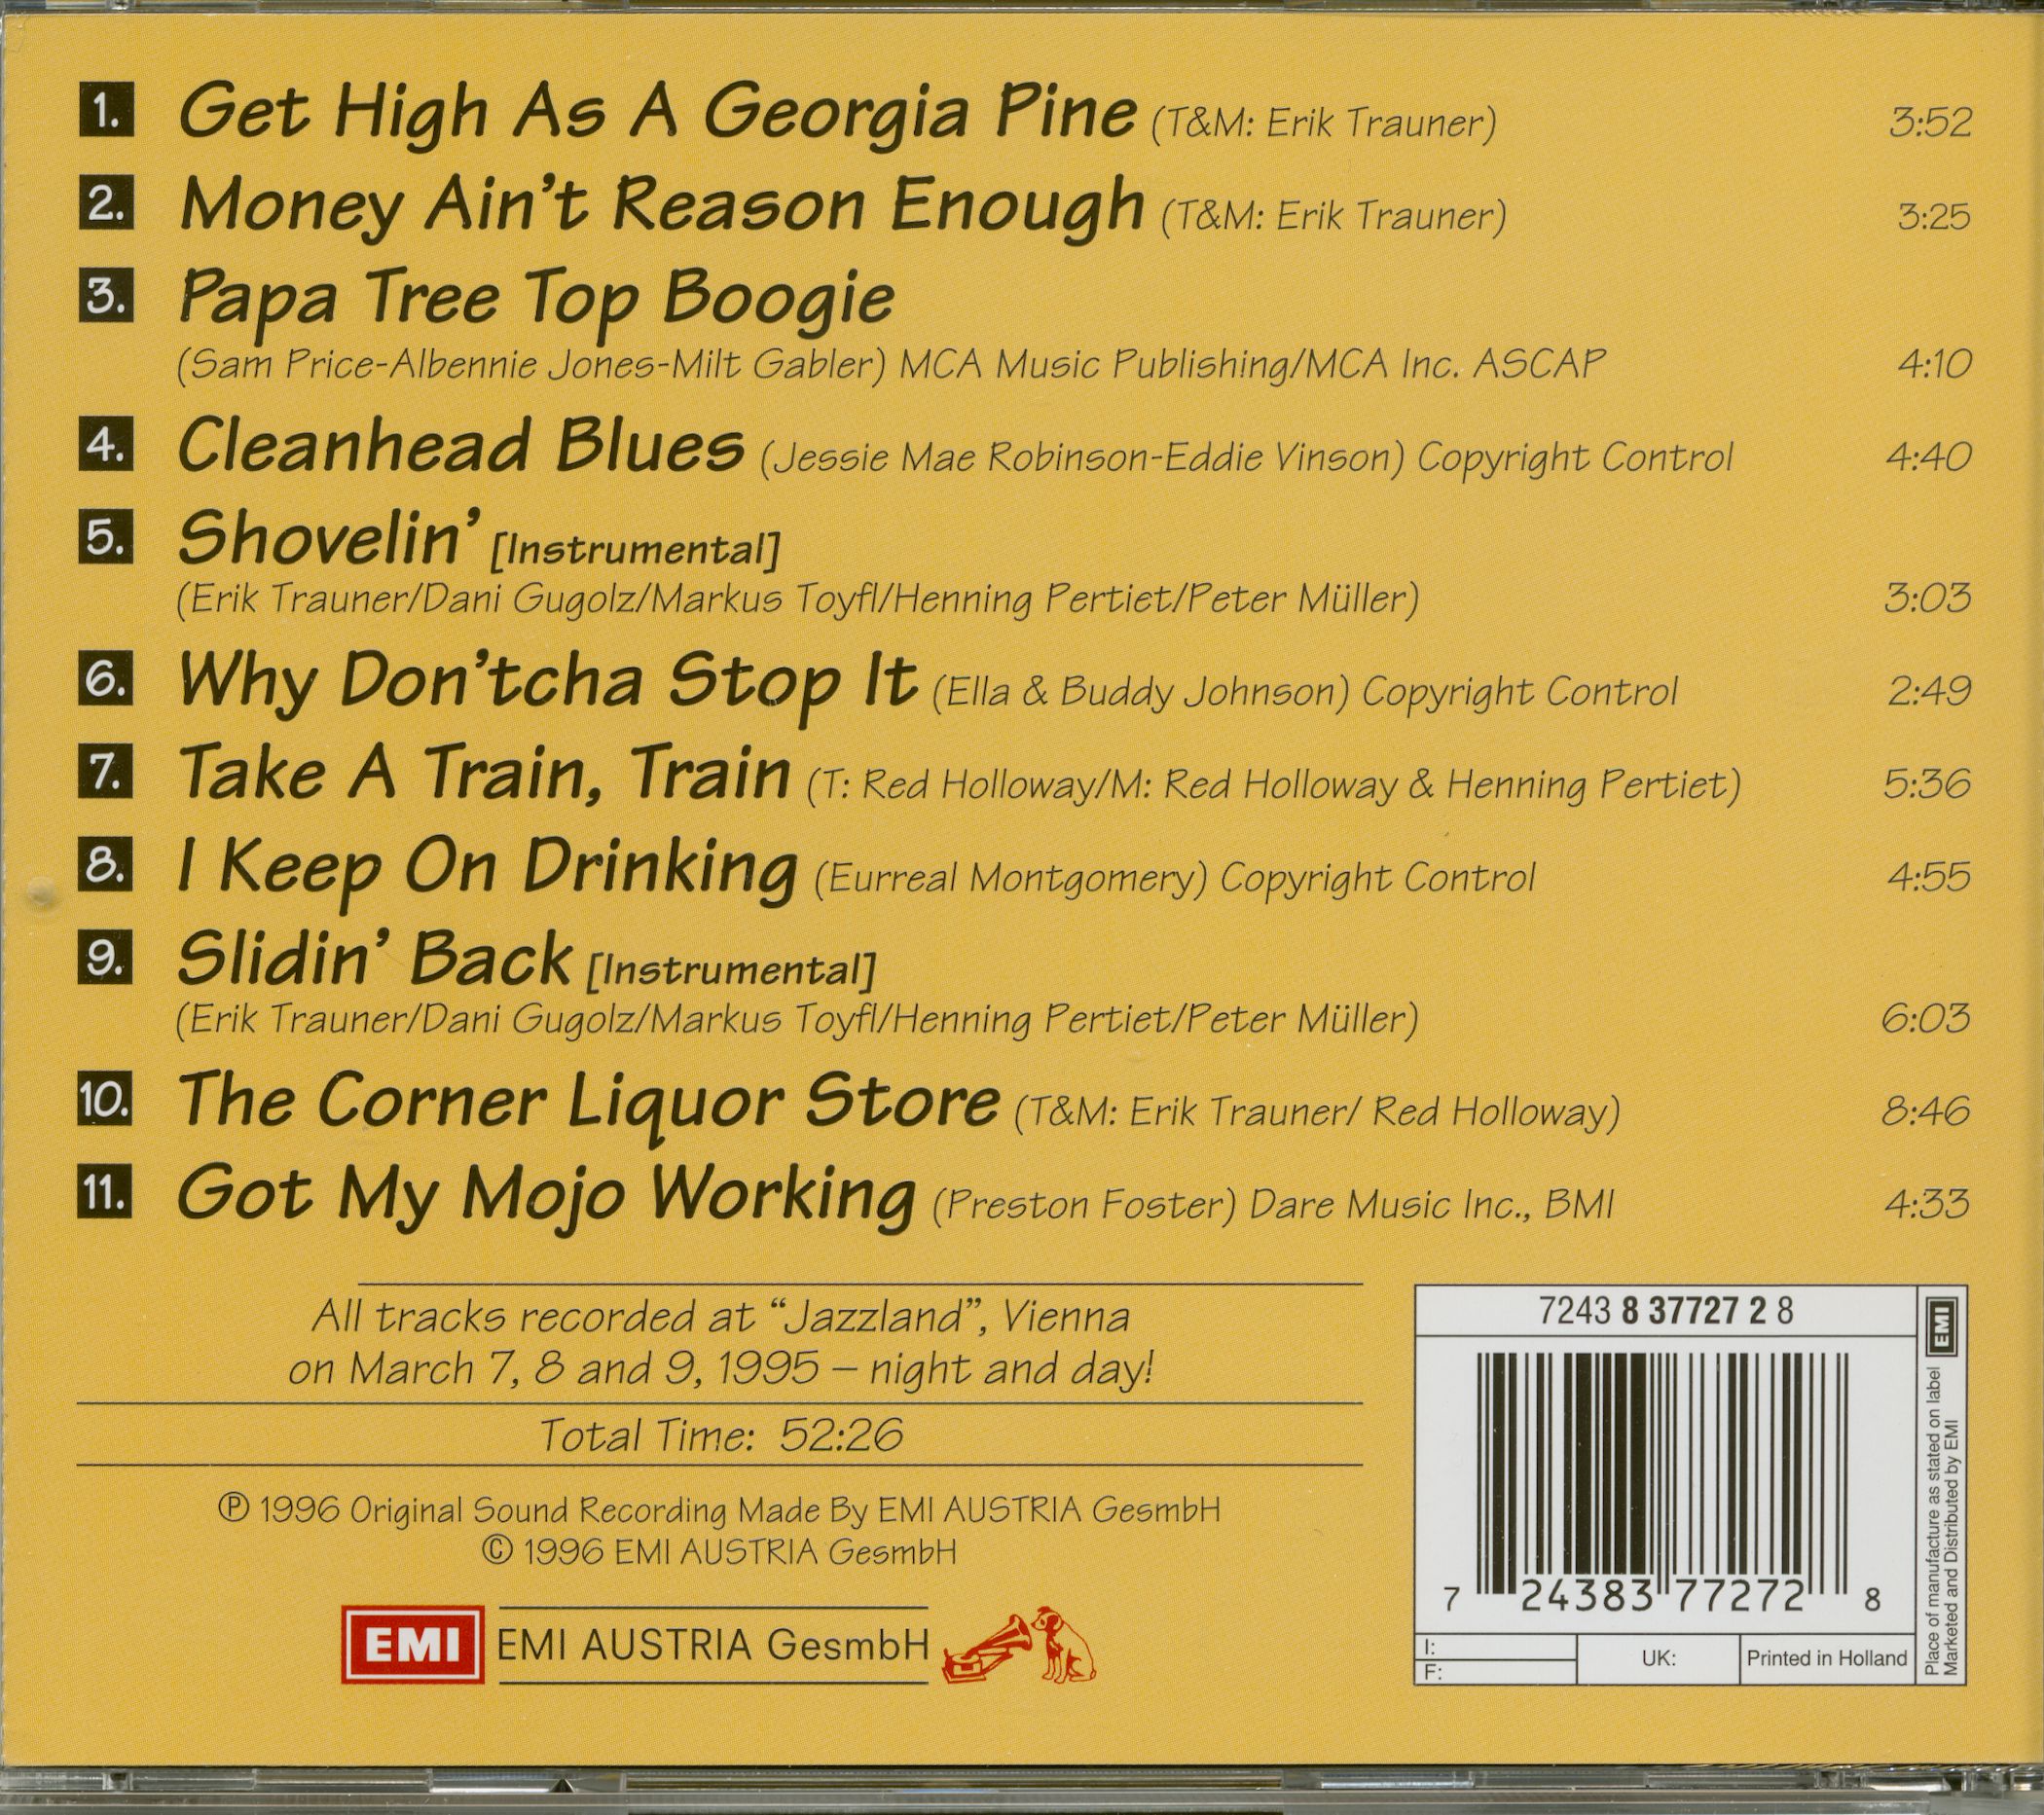 1. Get High As A Georgia Pine (T&M: Erik Trauner) 3:52
2. Money Ain't Reason Enough (T&M: Erik Trauner) 3:25
3. Papa Tree Top Boogie
(Sam Price-Albennie Jones-Milt Gabler) MCA Music Publishing/MCA Inc. ASCAP 4:10
4. Cleanhead Blues (Jessie Mae Robinson-Eddie Vinson) Copyright Control 4:40
5. Shovelin' [Instrumental]
(Erik Trauner/Dani Gugolz/Markus Toyfl/Henning Pertiet/Peter Müller) 3:03
6. Why Don'tcha Stop It (Ella & Buddy Johnson) Copyright Control 2:49
7. Take A Train, Train (T: Red Holloway/M: Red Holloway & Henning Pertiet) 5:36
8. I Keep On Drinking (Eurreal Montgomery) Copyright Control 4:55
9. Slidin' Back [Instrumental]
(Erik Trauner/Dani Gugolz/Markus Toyfl/Henning Pertiet/Peter Müller) 6:03
10. The Corner Liquor Store (T&M: Erik Trauner/ Red Holloway) 8:46
11. Got My Mojo Working (Preston Foster) Dare Music Inc., BMI 4:33
All tracks recorded at “Jazzland”, Vienna
on March 7, 8 and 9, 1995 – night and day!
Total Time: 52:26
℗ 1996 Original Sound Recording Made By EMI AUSTRIA GesmbH
© 1996 EMI AUSTRIA GesmbH
EMI EMI AUSTRIA GesmbH
7243 8 37727 2 8
7 24383 77272 8
I:
F:
UK:
Printed in Holland
EMI
Place of manufacture as stated on label
Marketed and Distributed by EMI